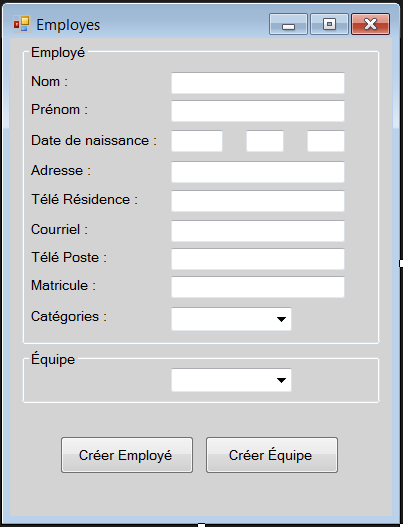 Employes
Employé
Nom :
Prénom :
Date de naissance :
Adresse :
Télé Résidence :
Courriel :
Télé Poste :
Matricule :
Catégories :
Équipe
Créer Employé
Créer Équipe